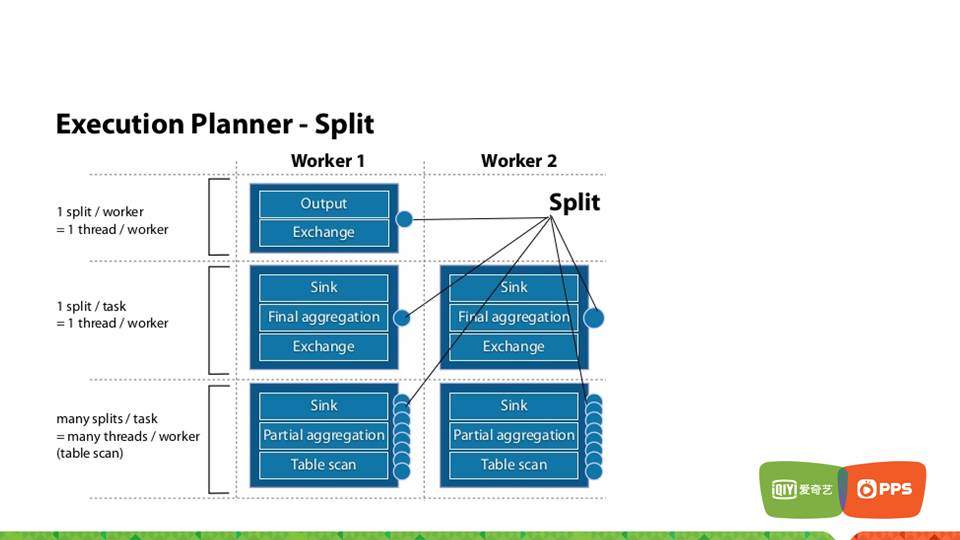 Execution Planner - Split
Worker 1
Worker 2
1 split / worker
= 1 thread / worker
Output
Exchange
Split
1 split / task
= 1 thread / worker
Sink
Final aggregation
Exchange
Sink
Final aggregation
Exchange
many splits / task
= many threads / worker
(table scan)
Sink
Partial aggregation
Table scan
Sink
Partial aggregation
Table scan
QIYI 爱奇艺
PPS